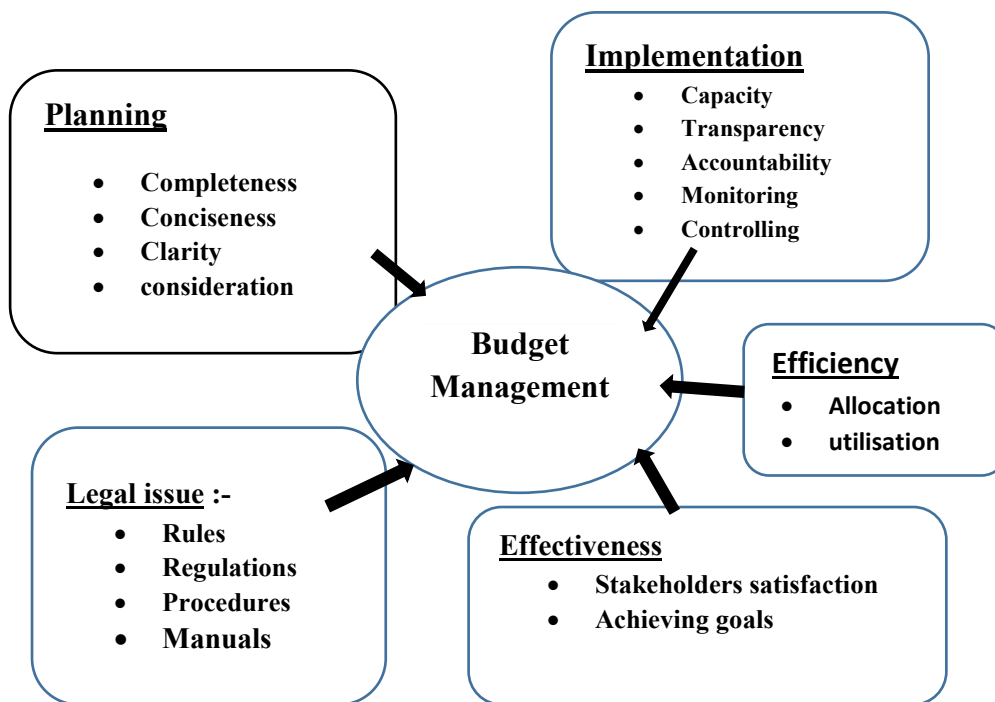 Planning
• Completeness
• Conciseness
• Clarity
• consideration
Implementation
• Capacity
• Transparency
• Accountability
• Monitoring
• Controlling
Budget
Management
Efficiency
• Allocation
• utilisation
Legal issue :-
• Rules
• Regulations
• Procedures
• Manuals
Effectiveness
• Stakeholders satisfaction
• Achieving goals